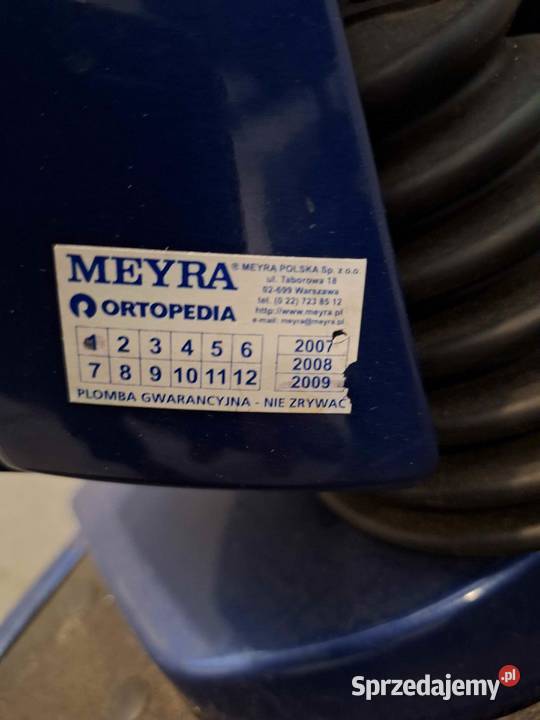 MEYRA ® MEYRA POLSKA Sp. z o.o.
ul. Taborowa 18
02-699 Warszawa
tel. (0 22) 723 85 12
http://www.meyra.pl
e-mail: meyra@meyra.pl
ORTOPEDIA
1 2 3 4 5 6
7 8 9 10 11 12
2007
2008
2009
PLOMBA GWARANCYJNA - NIE ZRYWAĆ
Sprzedajemy.pl